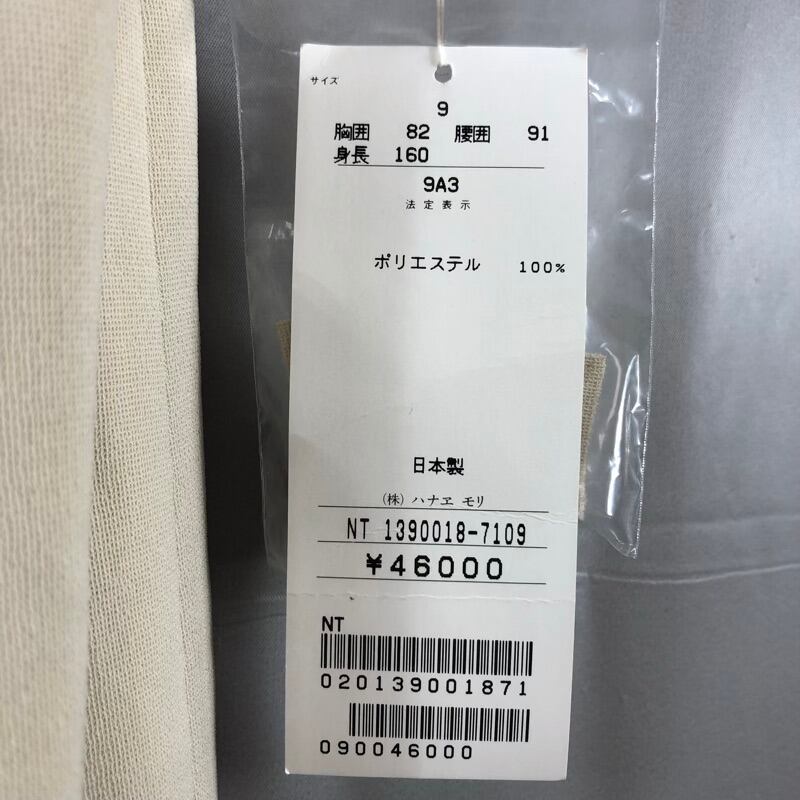 サイズ
9
胸囲 82 腰囲 91
身長 160
9A3
法定表示
ポリエステル 100%
日本製
(株) ハナヱ モリ
NT 1390018-7109
¥46000
NT
020139001871
090046000